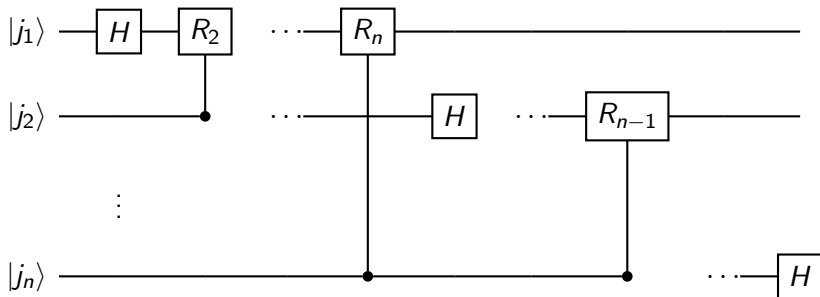 |j₁⟩ H R₂ ⋯ Rₙ
|j₂⟩ ⋯ H ⋯ Rₙ₋₁
⋮
|jₙ⟩ ⋯ H